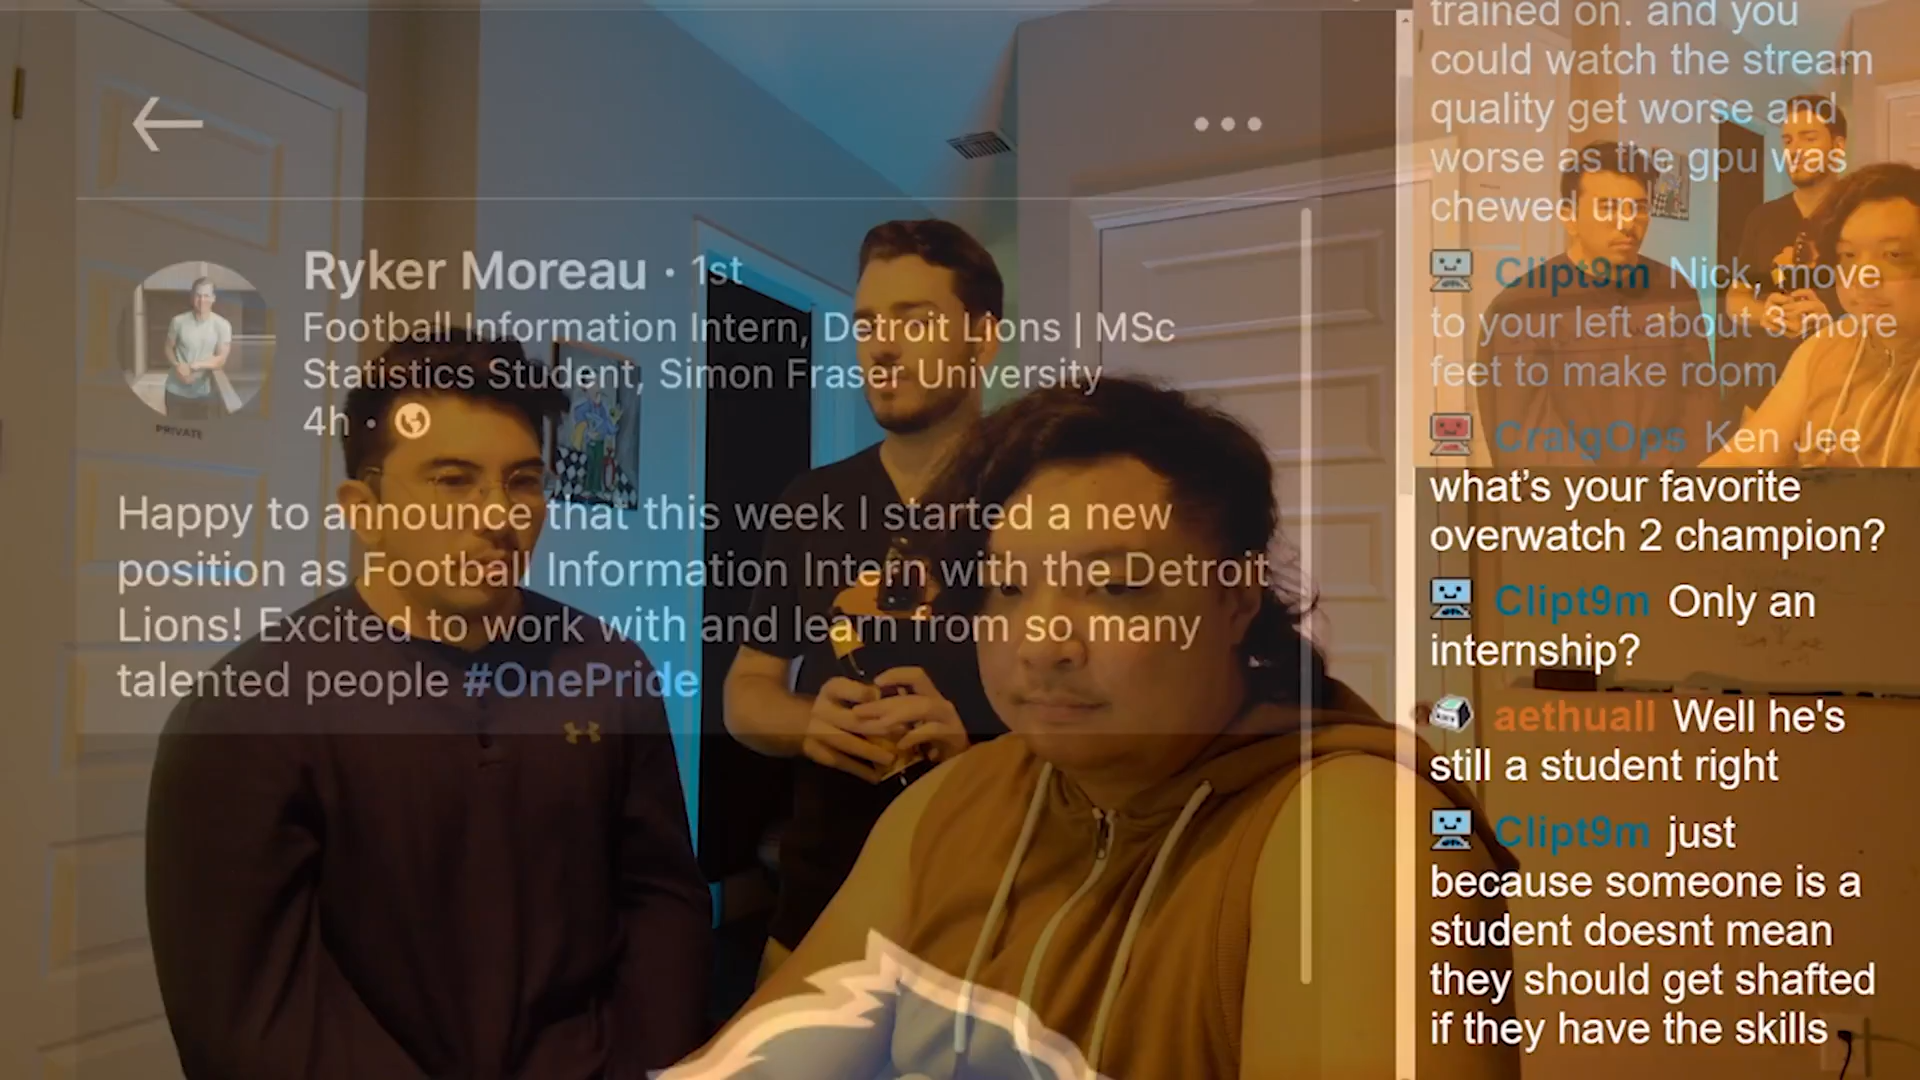 Ryker Moreau • 1st
Football Information Intern, Detroit Lions | MSc
Statistics Student, Simon Fraser University
4h •
PRIVATE
Happy to announce that this week I started a new
position as Football Information Intern with the Detroit
Lions! Excited to work with and learn from so many
talented people #OnePride
trained on. and you
could watch the stream
quality get worse and
worse as the gpu was
chewed up
Clipt9m Nick, move
to your left about 3 more
feet to make room
CraigOps Ken Jee
what's your favorite
overwatch 2 champion?
Clipt9m Only an
internship?
aethuall Well he's
still a student right
Clipt9m just
because someone is a
student doesnt mean
they should get shafted
if they have the skills